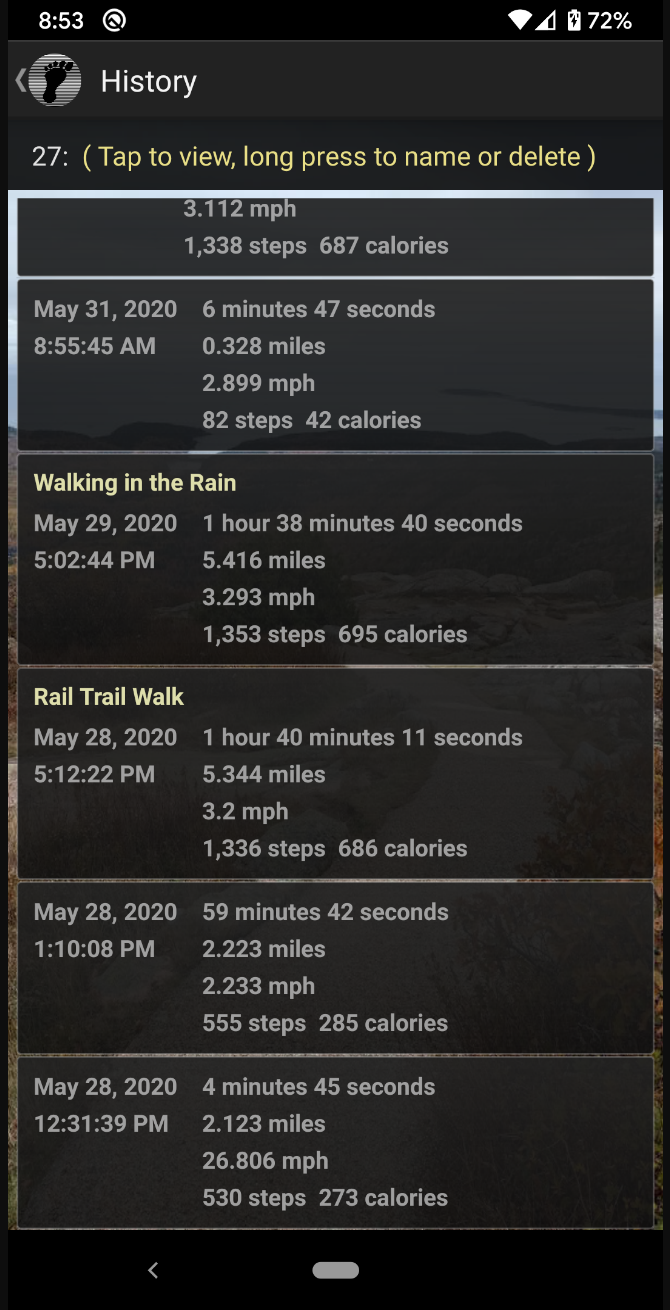 8:53 72%
History
27: ( Tap to view, long press to name or delete )
3.112 mph
1,338 steps 687 calories
May 31, 2020 6 minutes 47 seconds
8:55:45 AM 0.328 miles
2.899 mph
82 steps 42 calories
Walking in the Rain
May 29, 2020 1 hour 38 minutes 40 seconds
5:02:44 PM 5.416 miles
3.293 mph
1,353 steps 695 calories
Rail Trail Walk
May 28, 2020 1 hour 40 minutes 11 seconds
5:12:22 PM 5.344 miles
3.2 mph
1,336 steps 686 calories
May 28, 2020 59 minutes 42 seconds
1:10:08 PM 2.223 miles
2.233 mph
555 steps 285 calories
May 28, 2020 4 minutes 45 seconds
12:31:39 PM 2.123 miles
26.806 mph
530 steps 273 calories